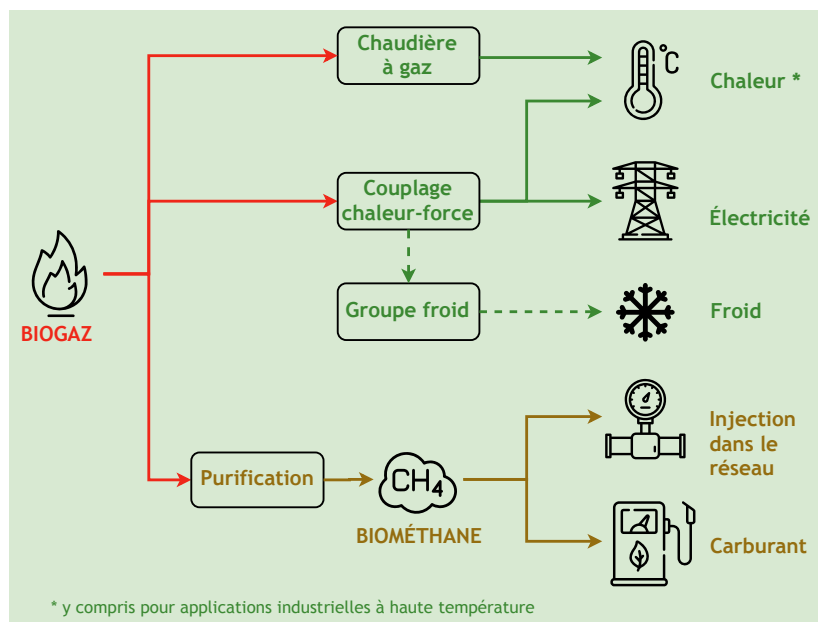 Chaudière
à gaz
°C
Chaleur *
Couplage
chaleur-force
Électricité
BIOGAZ
Groupe froid
Froid
Purification
CH4
BIOMÉTHANE
Injection
dans le
réseau
Carburant
* y compris pour applications industrielles à haute température